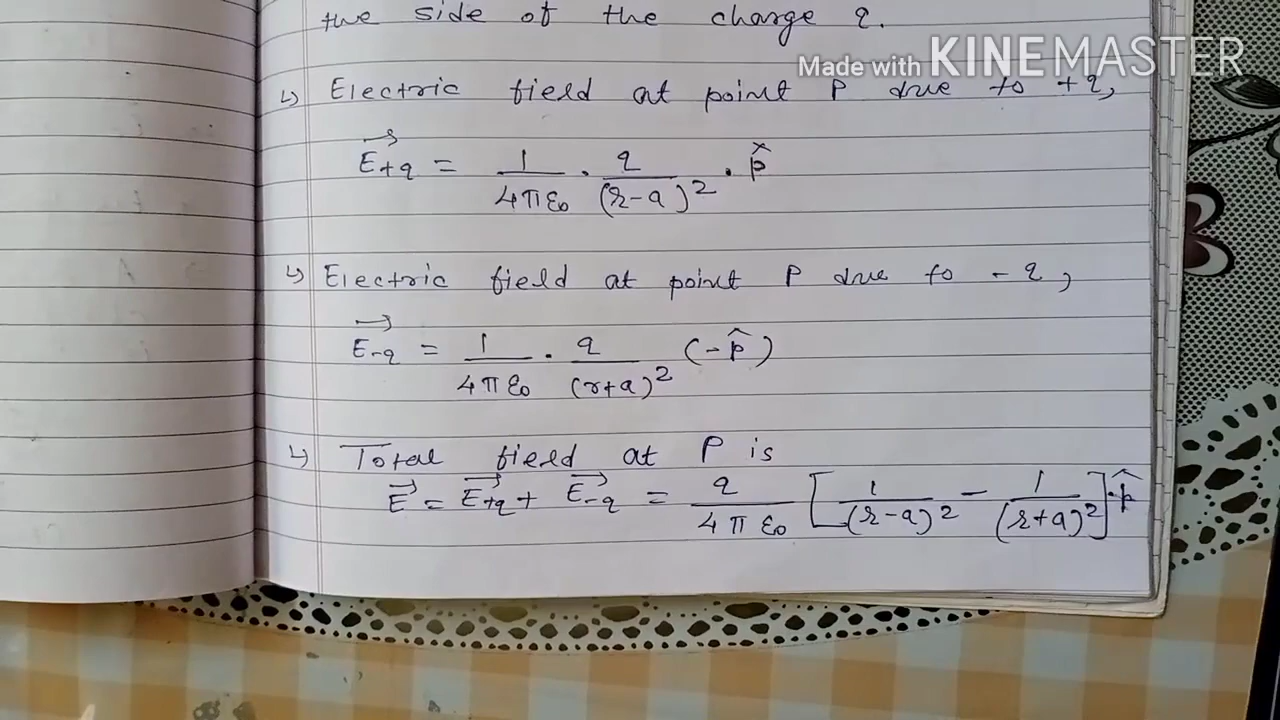 the side of the charge q.
Made with KINEMASTER
↳ Electric field at point P due to +q,
E⃗+q = 1/4πε₀ . q/(r-a)² . p̂
↳ Electric field at point P due to -q,
E⃗-q = 1/4πε₀ . q/(r+a)² (-p̂)
↳ Total field at P is
E⃗ = E⃗+q + E⃗-q = q/4πε₀ [1/(r-a)² - 1/(r+a)²].p̂